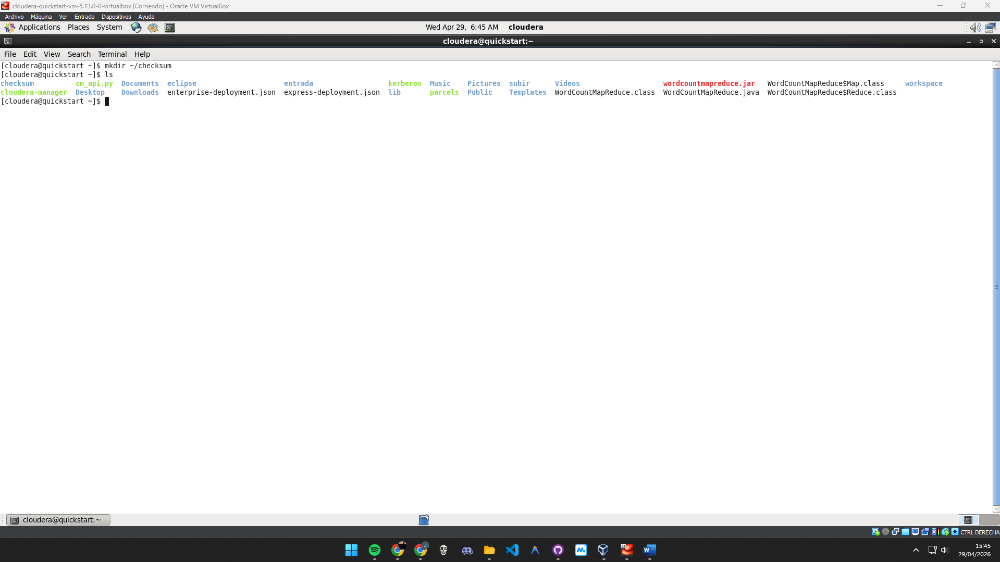 cloudera-quickstart-vm-5.13.0-0-virtualbox [Corriendo] - Oracle VM VirtualBox
Archivo Máquina Ver Entrada Dispositivos Ayuda
Applications Places System Wed Apr 29, 6:45 AM cloudera
cloudera@quickstart:~
File Edit View Search Terminal Help
[cloudera@quickstart ~]$ mkdir ~/checksum
[cloudera@quickstart ~]$ ls
checksum cm_api.py Documents eclipse entrada kerberos Music Pictures subir Videos wordcountmapreduce.jar WordCountMapReduce$Map.class workspace
cloudera-manager Desktop Downloads enterprise-deployment.json express-deployment.json lib parcels Public Templates WordCountMapReduce.class WordCountMapReduce.java WordCountMapReduce$Reduce.class
[cloudera@quickstart ~]$
cloudera@quickstart:~
CTRL DERECHA
15:45
29/04/2026